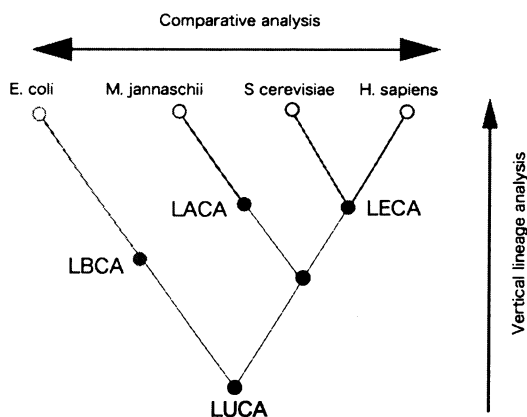 Comparative analysis
E. coli
M. jannaschii
S cerevisiae
H. sapiens
LACA
LECA
LBCA
LUCA
Vertical lineage analysis